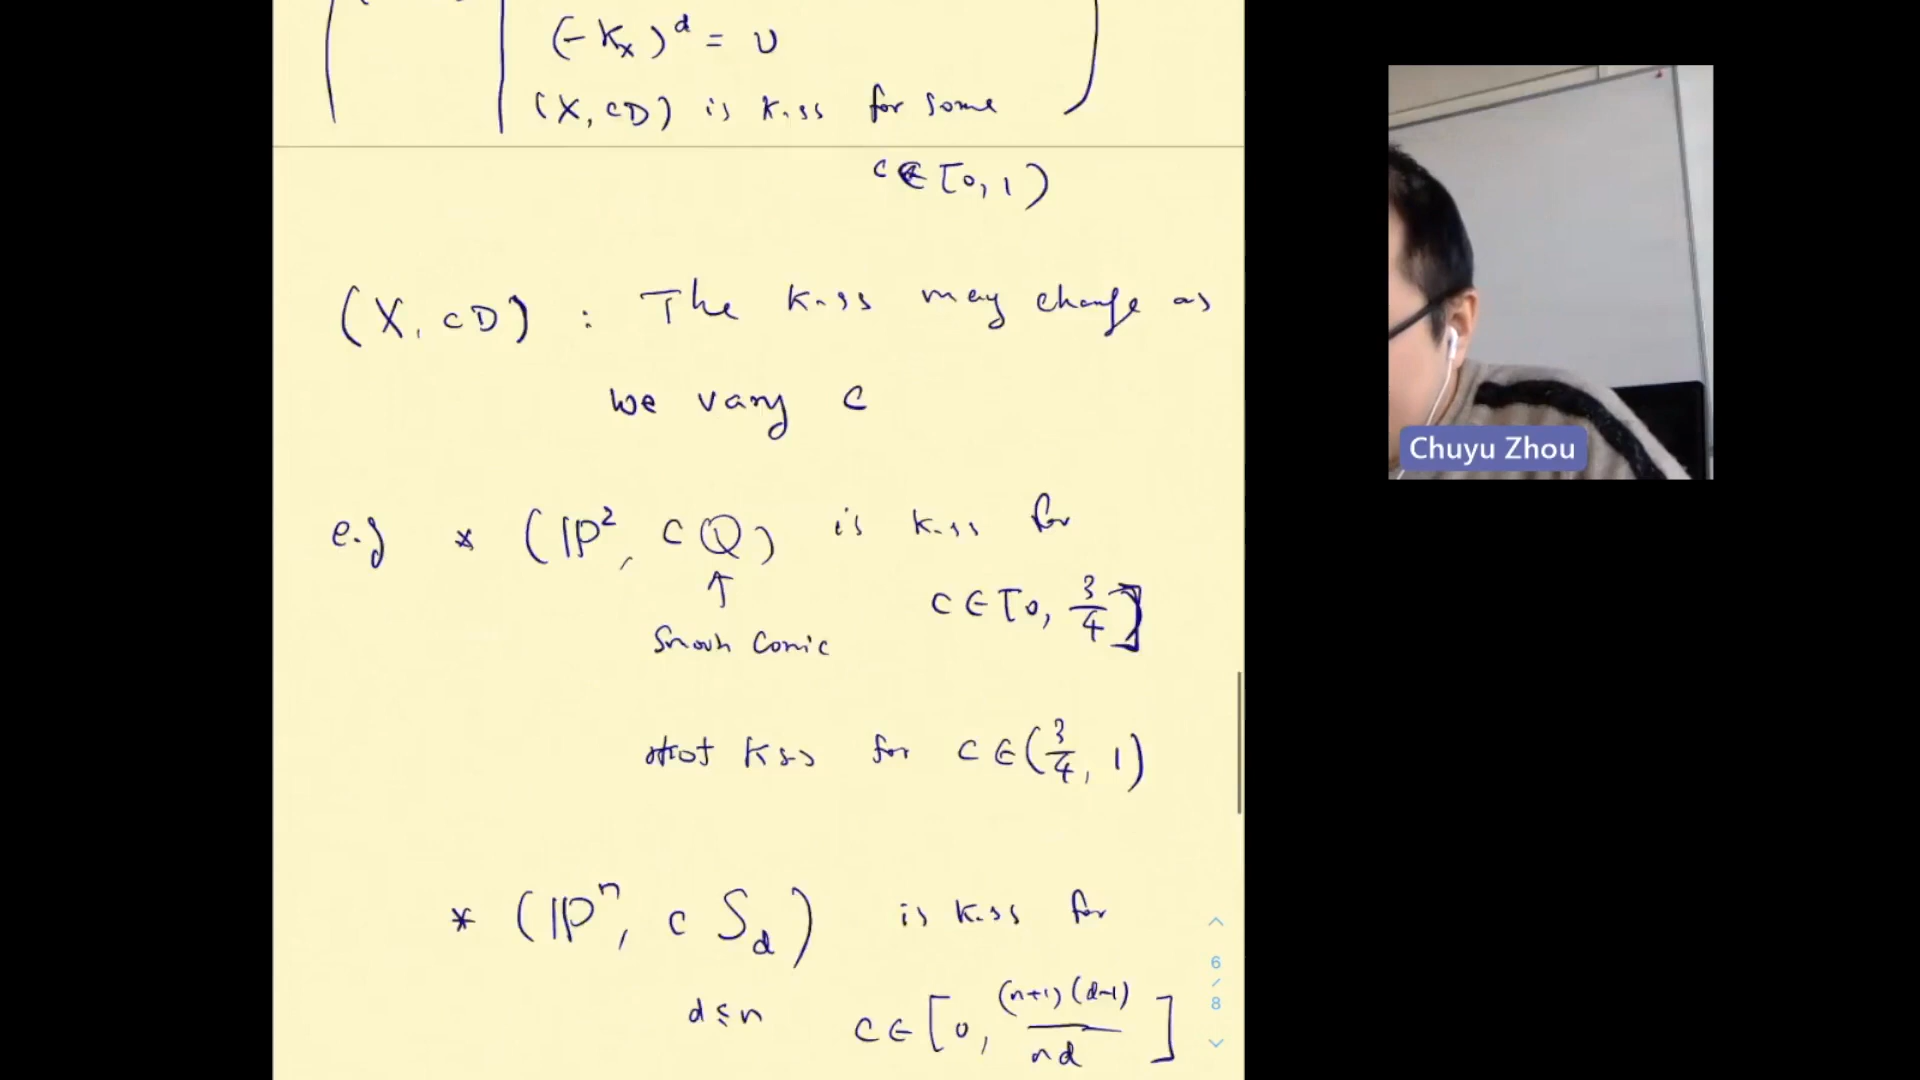 (-K_x)^d = υ
(X, cD) is K.ss for some
c ∈ [0, 1)
(X, cD) : The K.ss may change as
we vary c
e.g * (ℙ², c Q) is K.ss for
↑
c ∈ [0, 3/4]
Smooth Conic
not K ss for c ∈ (3/4, 1)
* (ℙⁿ, c S_d) is K.ss for
d ≤ n c ∈ [0, (n+1)(d-1)/nd]
6
/
8
Chuyu Zhou